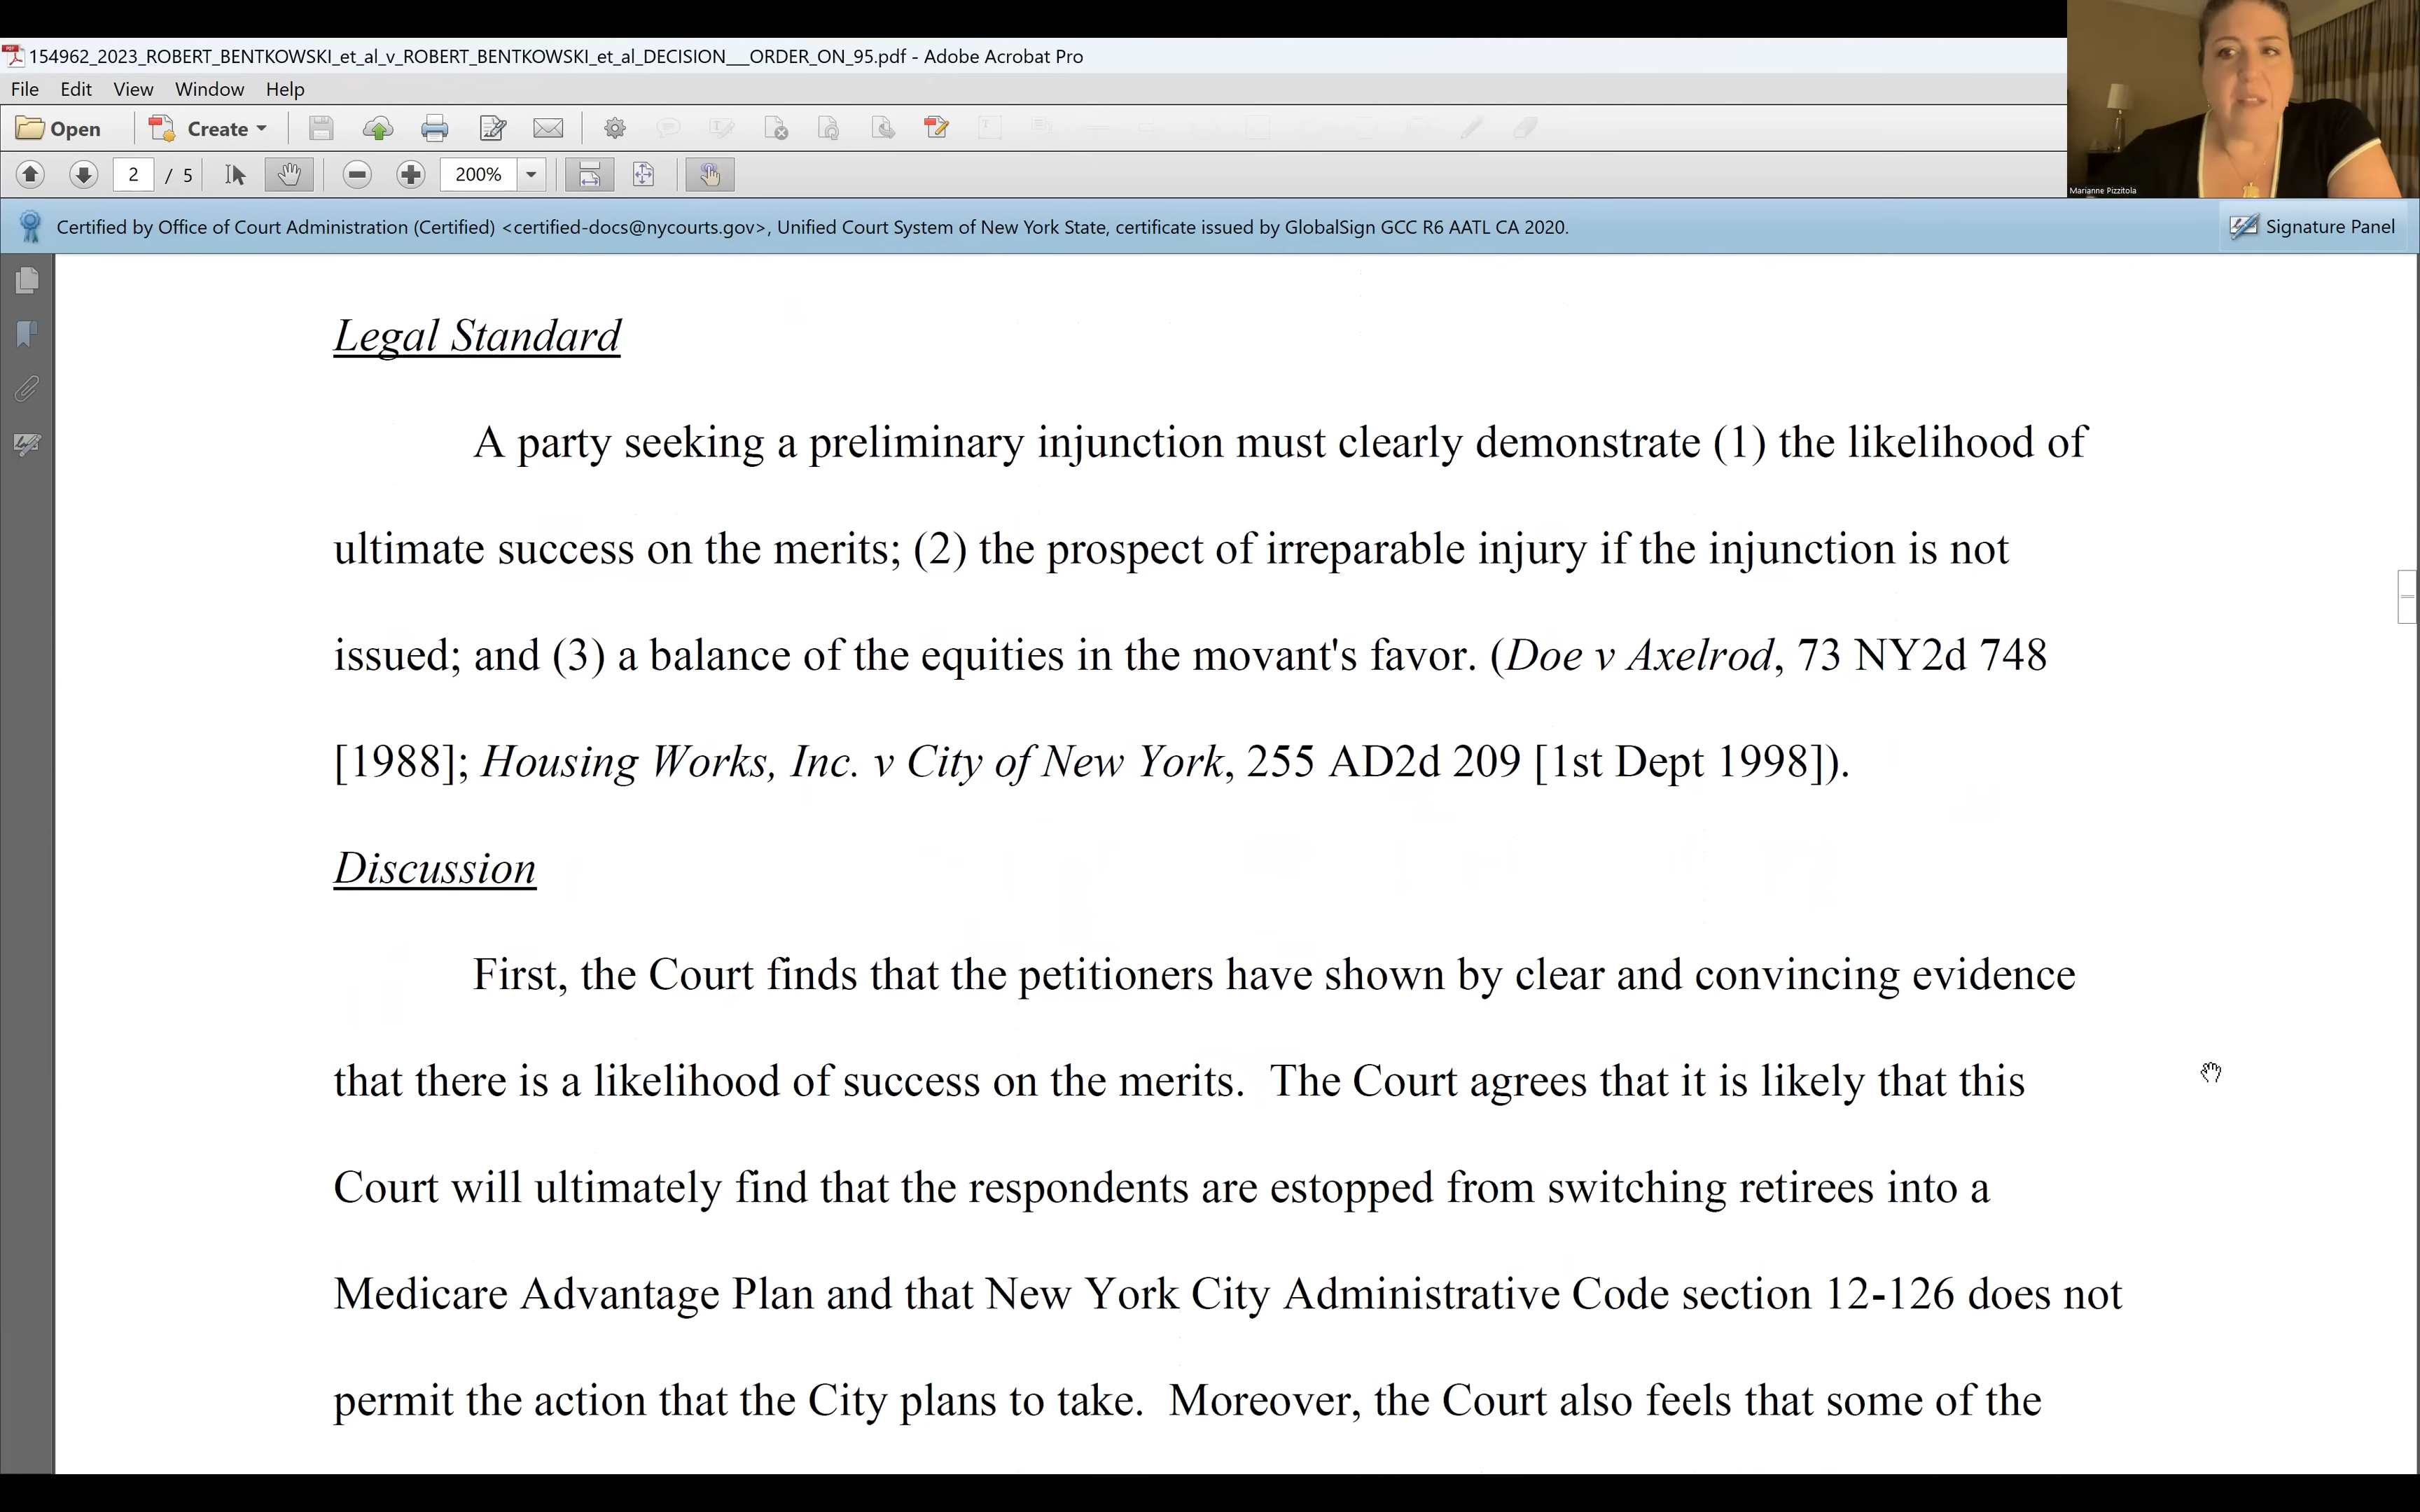 154962_2023_ROBERT_BENTKOWSKI_et_al_v_ROBERT_BENTKOWSKI_et_al_DECISION___ORDER_ON_95.pdf - Adobe Acrobat Pro
File Edit View Window Help
Open Create
2 / 5 200%
Marianne Pizzitola
Certified by Office of Court Administration (Certified) <certified-docs@nycourts.gov>, Unified Court System of New York State, certificate issued by GlobalSign GCC R6 AATL CA 2020.
Signature Panel
Legal Standard
A party seeking a preliminary injunction must clearly demonstrate (1) the likelihood of
ultimate success on the merits; (2) the prospect of irreparable injury if the injunction is not
issued; and (3) a balance of the equities in the movant's favor. (Doe v Axelrod, 73 NY2d 748
[1988]; Housing Works, Inc. v City of New York, 255 AD2d 209 [1st Dept 1998]).
Discussion
First, the Court finds that the petitioners have shown by clear and convincing evidence
that there is a likelihood of success on the merits. The Court agrees that it is likely that this
Court will ultimately find that the respondents are estopped from switching retirees into a
Medicare Advantage Plan and that New York City Administrative Code section 12-126 does not
permit the action that the City plans to take. Moreover, the Court also feels that some of the